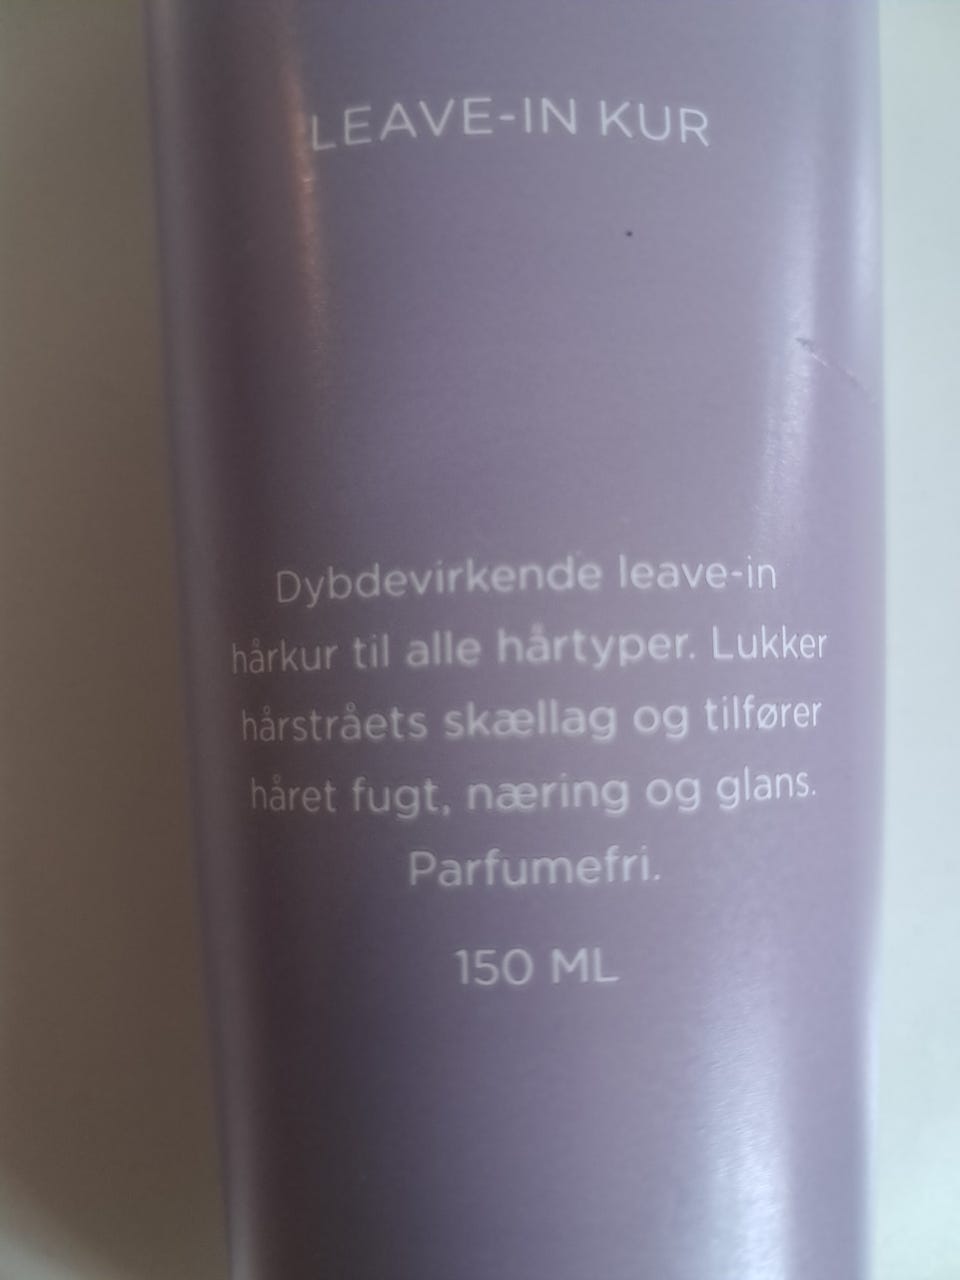 LEAVE-IN KUR
Dybdevirkende leave-in
hårkur til alle hårtyper. Lukker
hårstråets skællag og tilfører
håret fugt, næring og glans.
Parfumefri.
150 ML